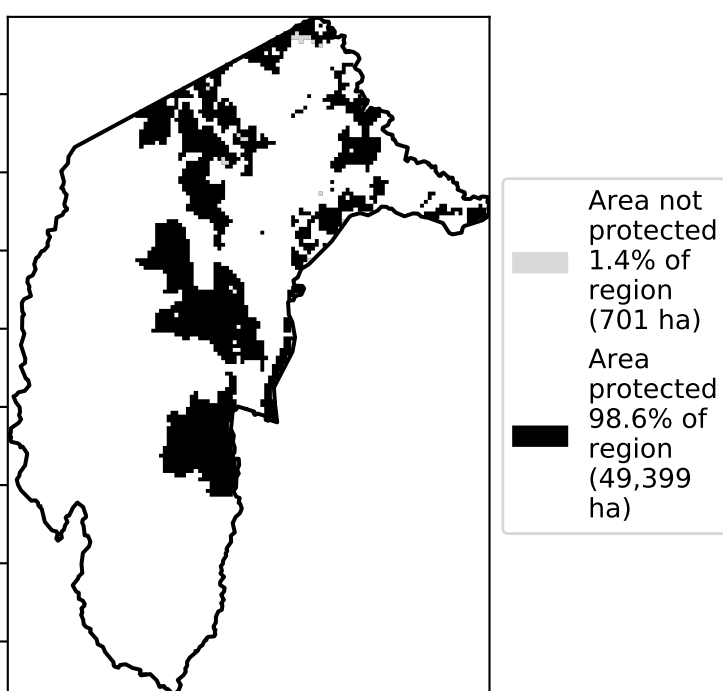 Area not
protected
1.4% of
region
(701 ha)
Area
protected
98.6% of
region
(49,399
ha)